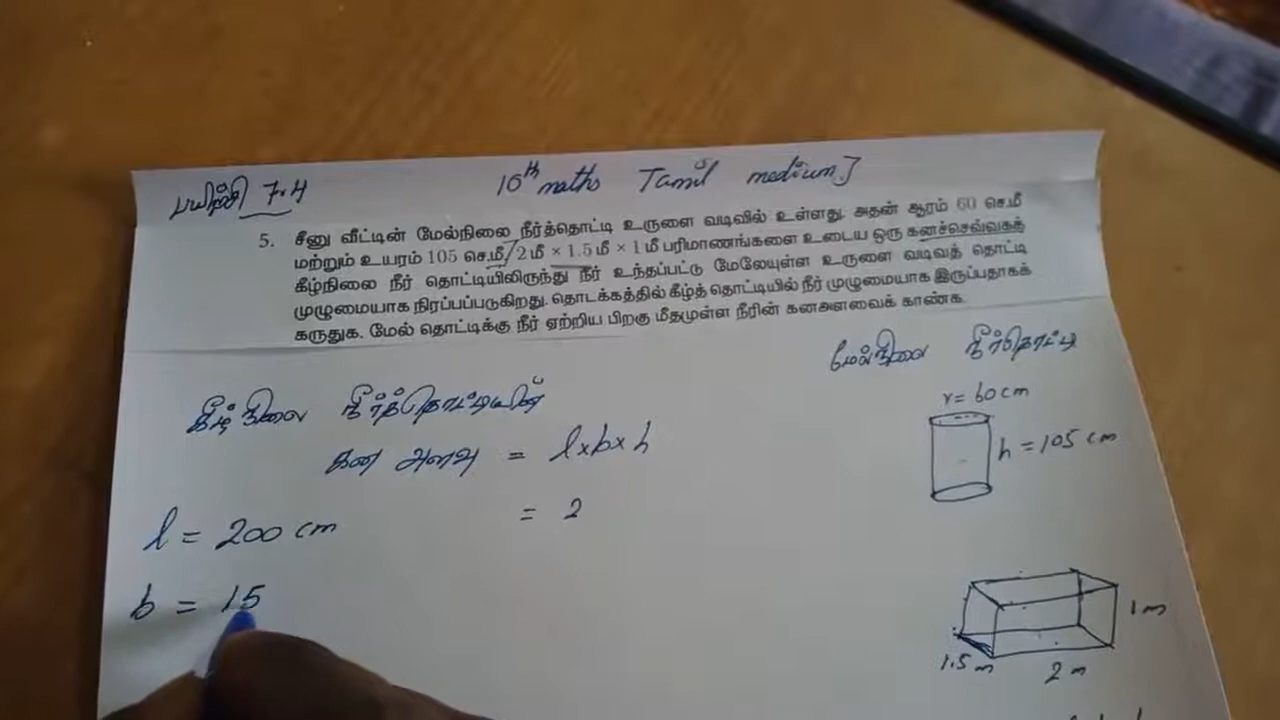 பயிற்சி 7.4
10th maths Tamil medium]
5. சீனு வீட்டின் மேல்நிலை நீர்த்தொட்டி உருளை வடிவில் உள்ளது. அதன் ஆரம் 60 செ.மீ
மற்றும் உயரம் 105 செ.மீ. 2 மீ × 1.5 மீ × 1 மீ பரிமாணங்களை உடைய ஒரு கனச்செவ்வகத்
கீழ்நிலை நீர் தொட்டியிலிருந்து நீர் உந்தப்பட்டு மேலேயுள்ள உருளை வடிவத் தொட்டி
முழுமையாக நிரப்பப்படுகிறது. தொடக்கத்தில் கீழ்த் தொட்டியில் நீர் முழுமையாக இருப்பதாகக்
கருதுக. மேல் தொட்டிக்கு நீர் ஏற்றிய பிறகு மீதமுள்ள நீரின் கனஅளவைக் காண்க.
மேல்நிலை நீர்தொட்டி
r = 60 cm
h = 105 cm
கீழ்நிலை நீர்த்தொட்டியின்
கன அளவு = l×b×h
= 2
l = 200 cm
b = 15
1 m
1.5 m
2 m